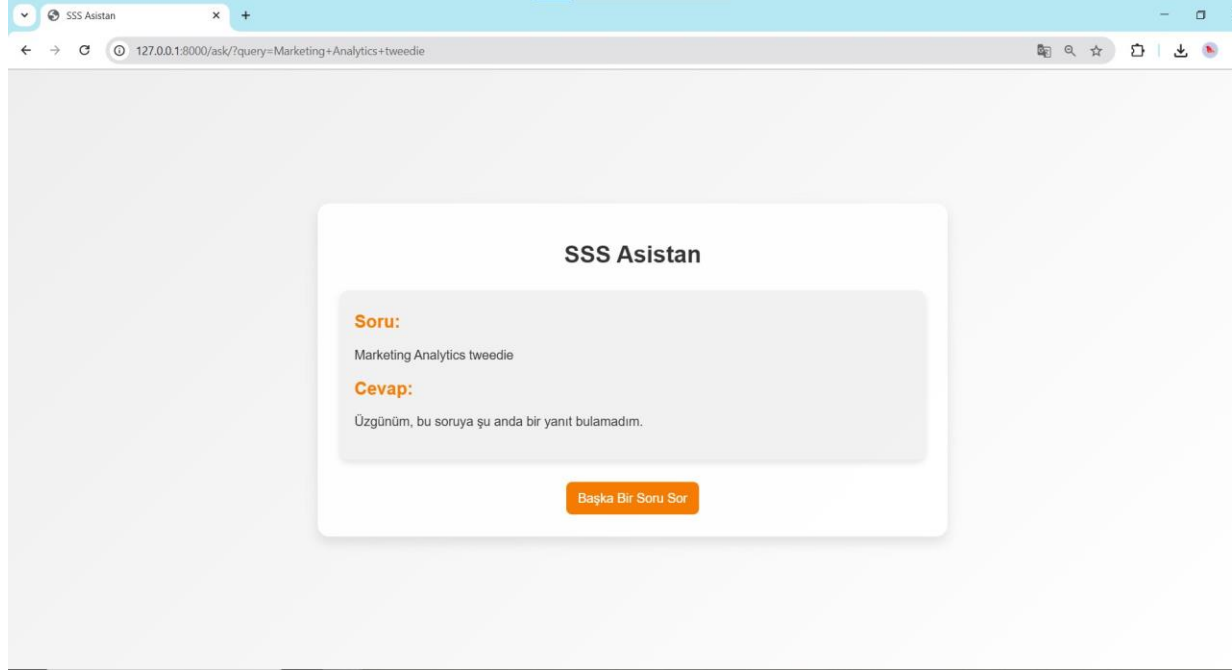 SSS Asistan
127.0.0.1:8000/ask/?query=Marketing+Analytics+tweedie
SSS Asistan
Soru:
Marketing Analytics tweedie
Cevap:
Üzgünüm, bu soruya şu anda bir yanıt bulamadım.
Başka Bir Soru Sor